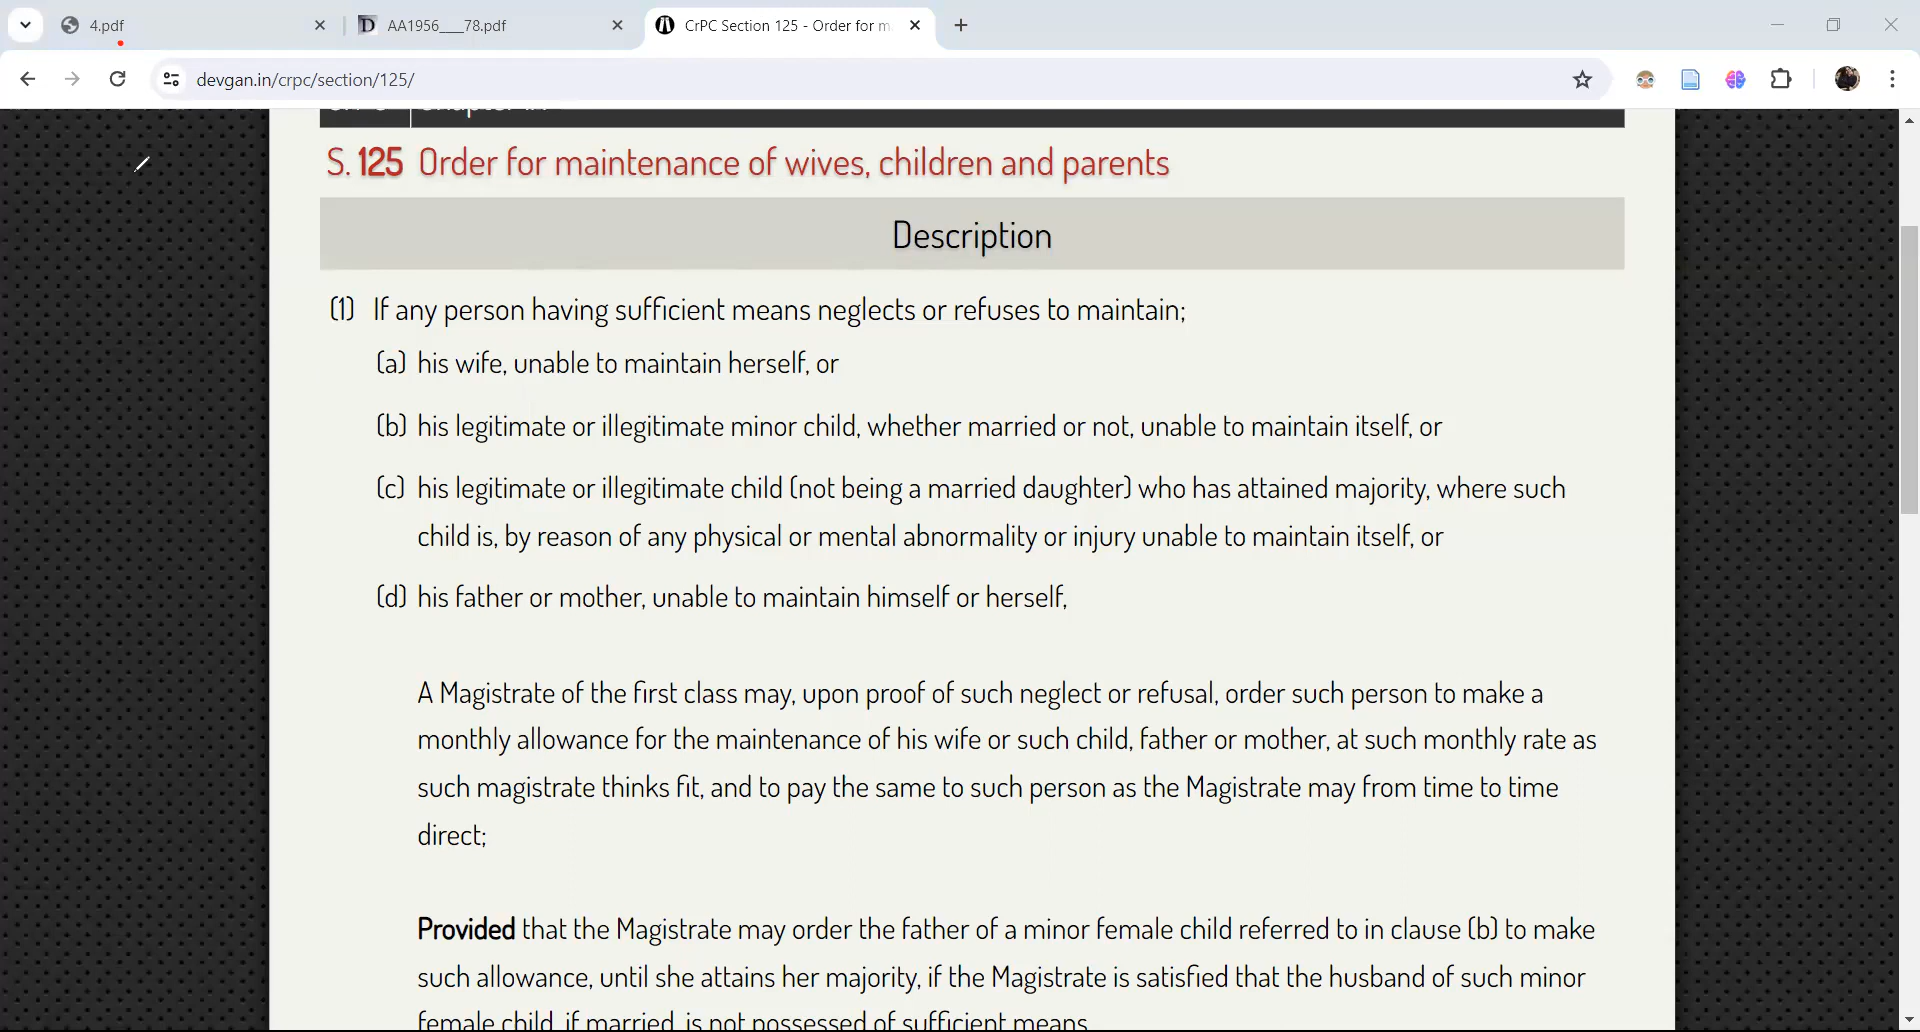 4.pdf
AA1956___78.pdf
CrPC Section 125 - Order for m
devgan.in/crpc/section/125/
S. 125 Order for maintenance of wives, children and parents
Description
(1) If any person having sufficient means neglects or refuses to maintain;
(a) his wife, unable to maintain herself, or
(b) his legitimate or illegitimate minor child, whether married or not, unable to maintain itself, or
(c) his legitimate or illegitimate child (not being a married daughter) who has attained majority, where such
child is, by reason of any physical or mental abnormality or injury unable to maintain itself, or
(d) his father or mother, unable to maintain himself or herself,
A Magistrate of the first class may, upon proof of such neglect or refusal, order such person to make a
monthly allowance for the maintenance of his wife or such child, father or mother, at such monthly rate as
such magistrate thinks fit, and to pay the same to such person as the Magistrate may from time to time
direct;
Provided that the Magistrate may order the father of a minor female child referred to in clause (b) to make
such allowance, until she attains her majority, if the Magistrate is satisfied that the husband of such minor
female child, if married, is not possessed of sufficient means.